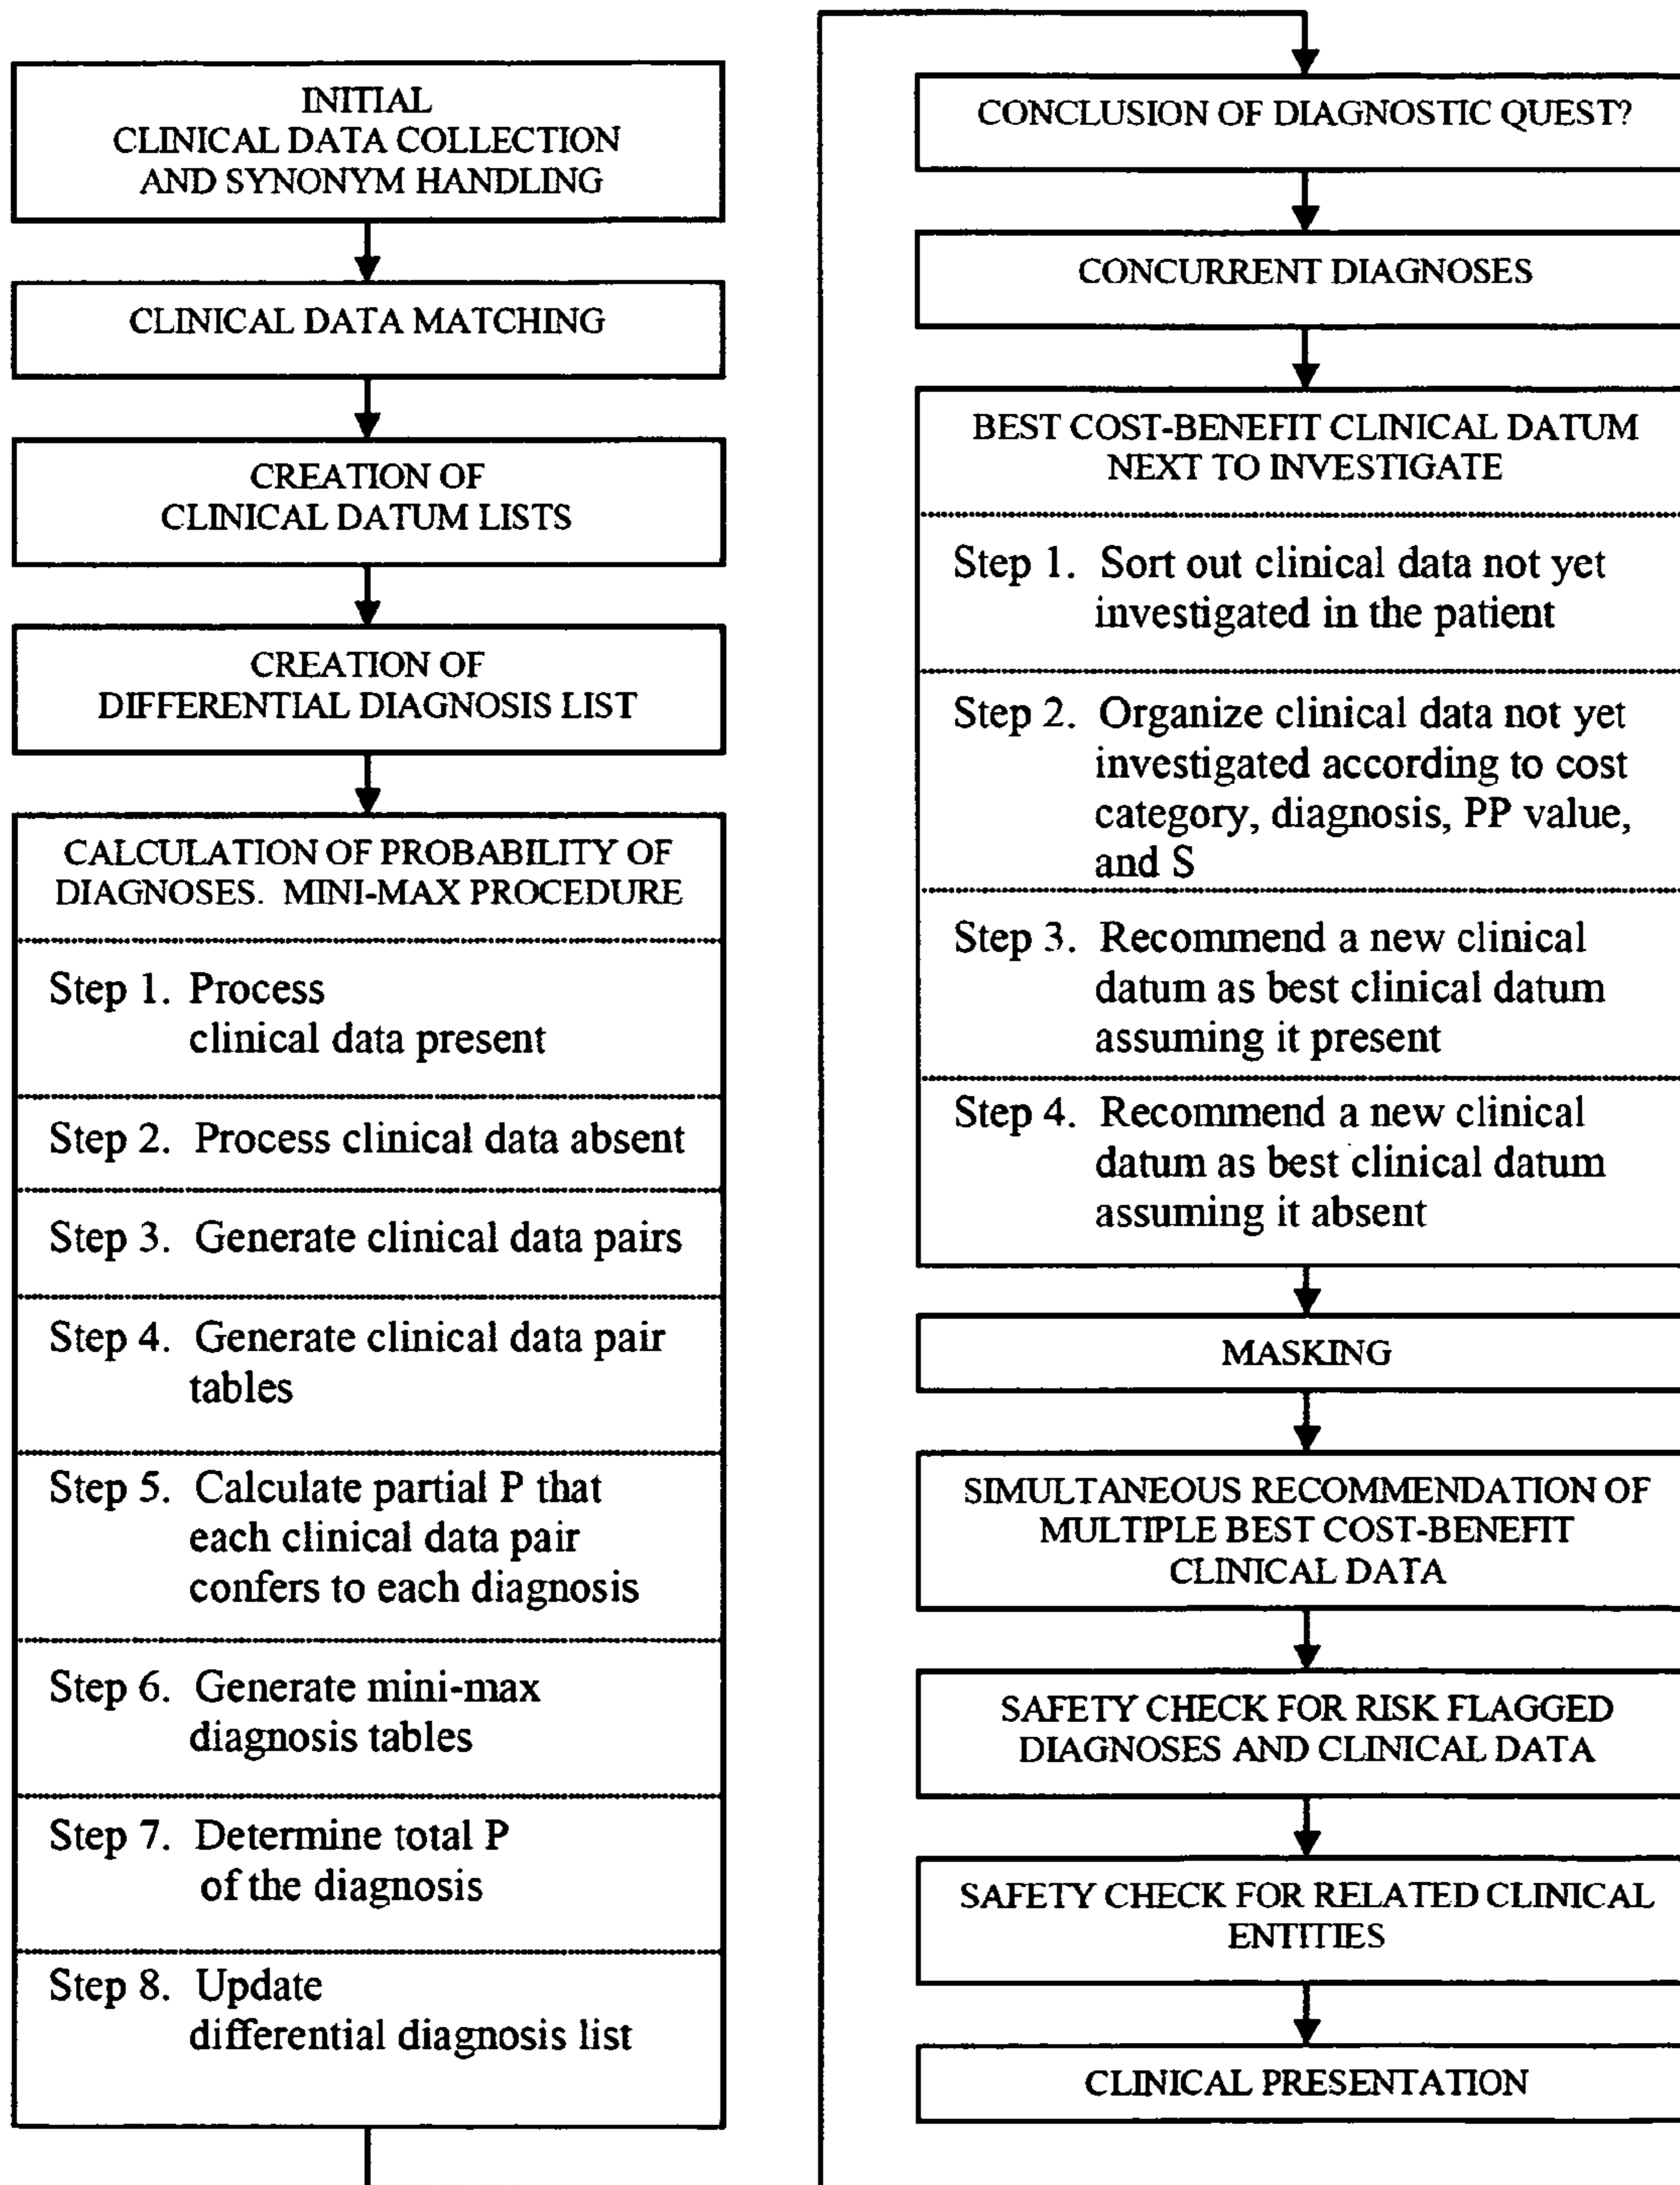 INITIAL
CLINICAL DATA COLLECTION
AND SYNONYM HANDLING
CLINICAL DATA MATCHING
CREATION OF
CLINICAL DATUM LISTS
CREATION OF
DIFFERENTIAL DIAGNOSIS LIST
CALCULATION OF PROBABILITY OF
DIAGNOSES. MINI-MAX PROCEDURE
Step 1. Process
clinical data present
Step 2. Process clinical data absent
Step 3. Generate clinical data pairs
Step 4. Generate clinical data pair
tables
Step 5. Calculate partial P that
each clinical data pair
confers to each diagnosis
Step 6. Generate mini-max
diagnosis tables
Step 7. Determine total P
of the diagnosis
Step 8. Update
differential diagnosis list
CONCLUSION OF DIAGNOSTIC QUEST?
CONCURRENT DIAGNOSES
BEST COST-BENEFIT CLINICAL DATUM
NEXT TO INVESTIGATE
Step 1. Sort out clinical data not yet
investigated in the patient
Step 2. Organize clinical data not yet
investigated according to cost
category, diagnosis, PP value,
and S
Step 3. Recommend a new clinical
datum as best clinical datum
assuming it present
Step 4. Recommend a new clinical
datum as best clinical datum
assuming it absent
MASKING
SIMULTANEOUS RECOMMENDATION OF
MULTIPLE BEST COST-BENEFIT
CLINICAL DATA
SAFETY CHECK FOR RISK FLAGGED
DIAGNOSES AND CLINICAL DATA
SAFETY CHECK FOR RELATED CLINICAL
ENTITIES
CLINICAL PRESENTATION